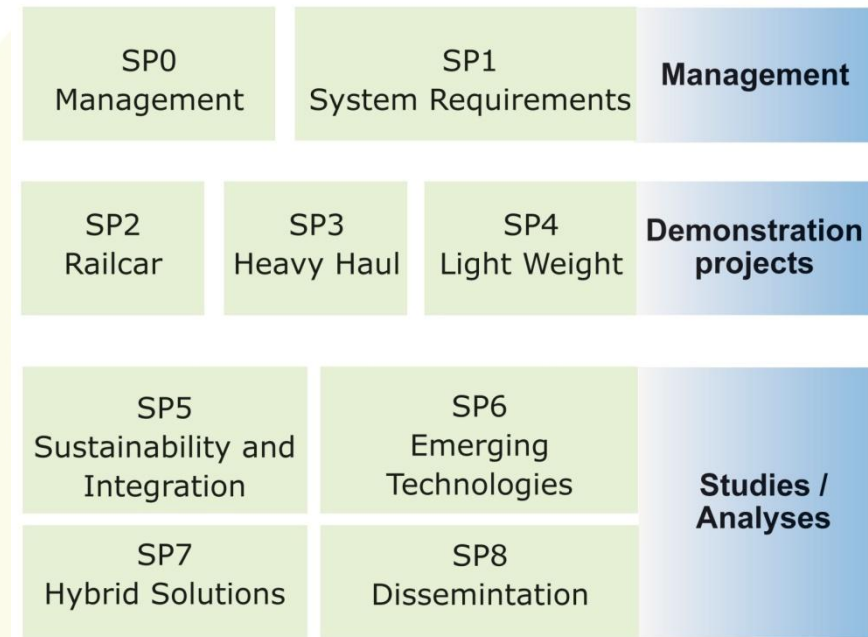 SP0
Management
SP1
System Requirements
Management
SP2
Railcar
SP3
Heavy Haul
SP4
Light Weight
Demonstration
projects
SP5
Sustainability and
Integration
SP6
Emerging
Technologies
SP7
Hybrid Solutions
SP8
Dissemintation
Studies /
Analyses